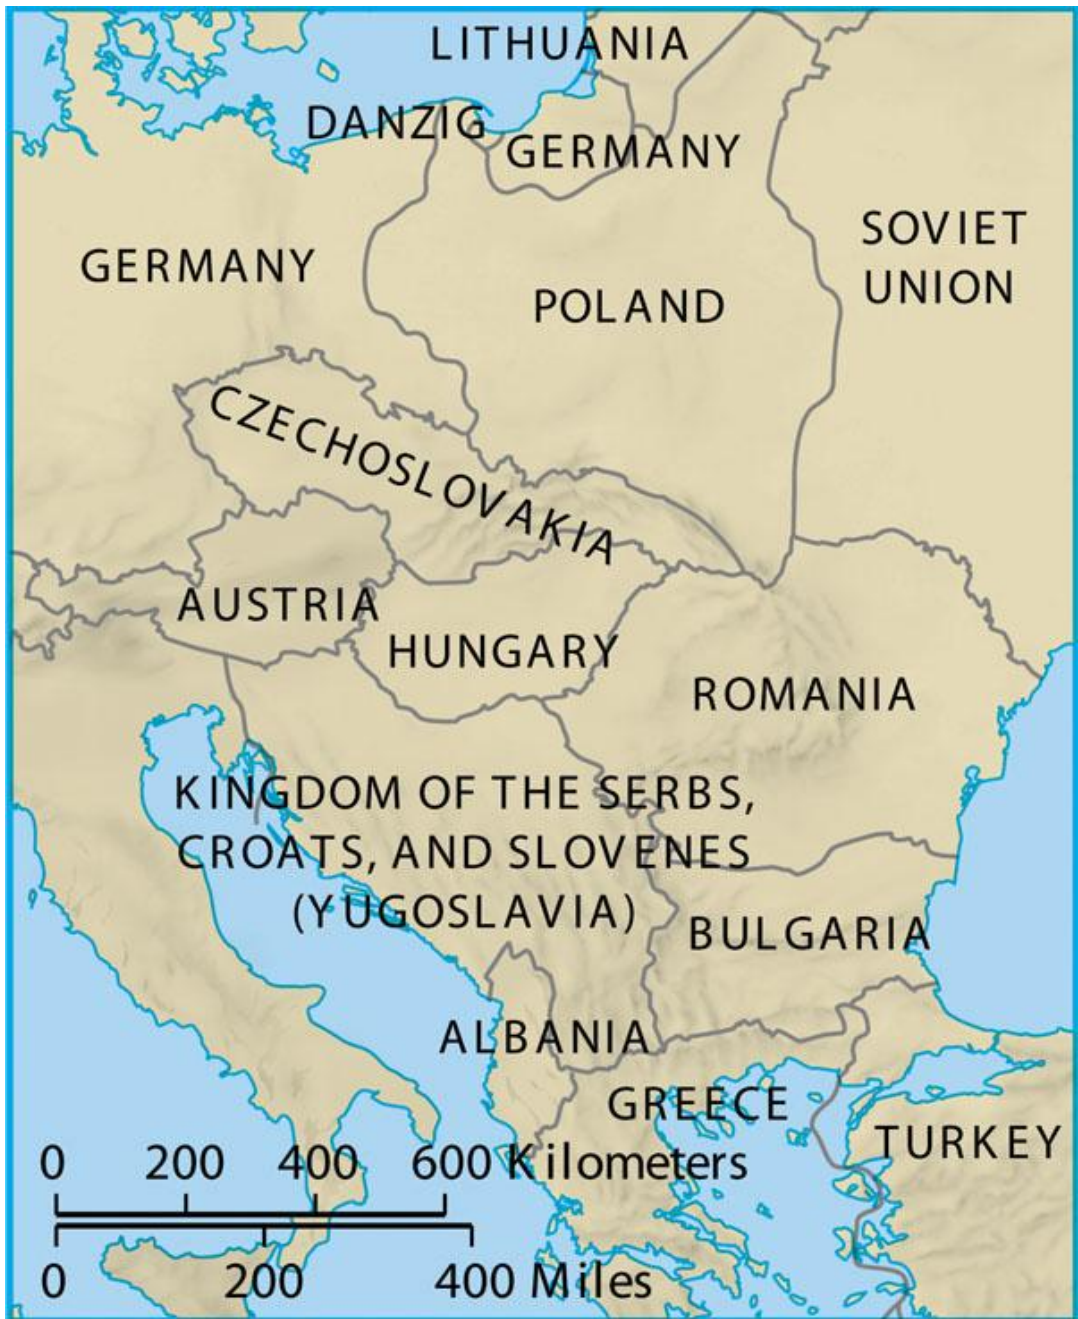 LITHUANIA
DANZIG
GERMANY
SOVIET
UNION
GERMANY
POLAND
CZECHOSLOVAKIA
AUSTRIA
HUNGARY
ROMANIA
KINGDOM OF THE SERBS,
CROATS, AND SLOVENES
(YUGOSLAVIA)
BULGARIA
ALBANIA
GREECE
TURKEY
0 200 400 600 Kilometers
0 200 400 Miles